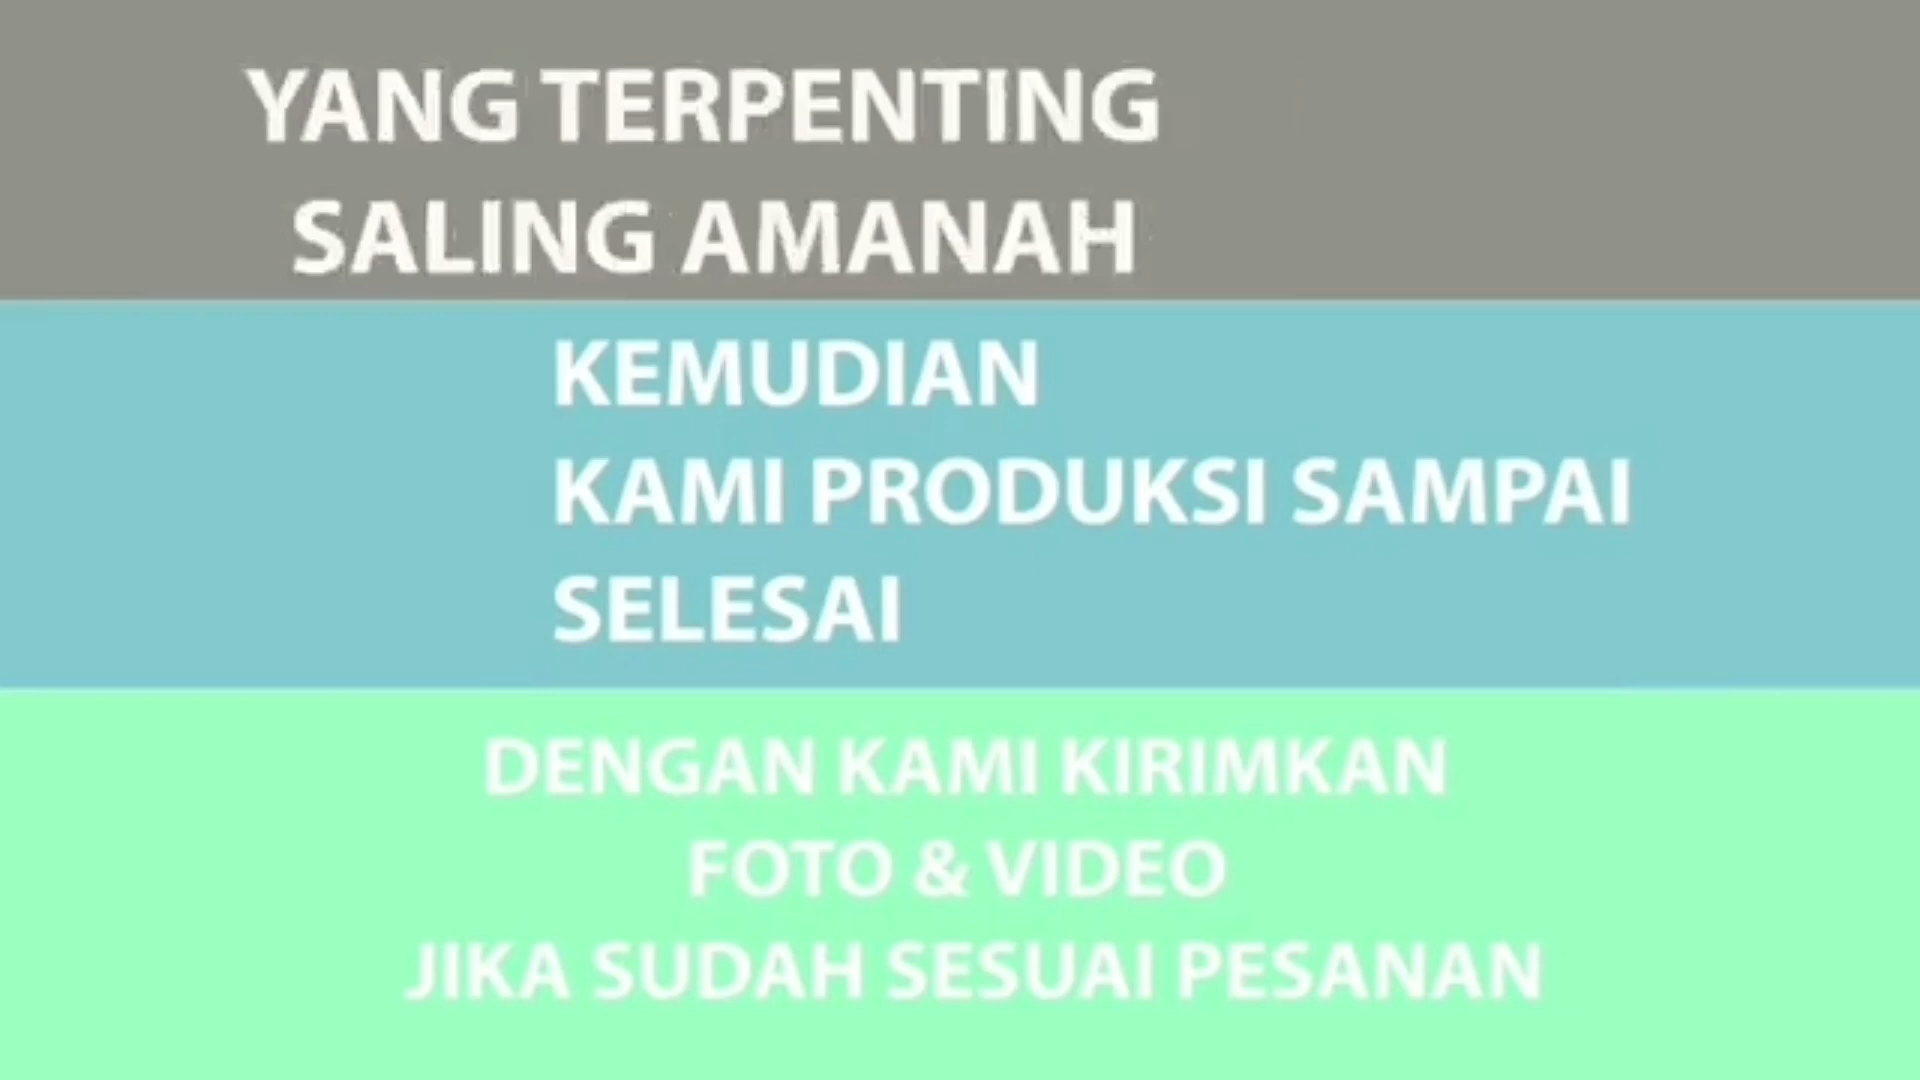 YANG TERPENTING
SALING AMANAH
KEMUDIAN
KAMI PRODUKSI SAMPAI
SELESAI
DENGAN KAMI KIRIMKAN
FOTO & VIDEO
JIKA SUDAH SESUAI PESANAN